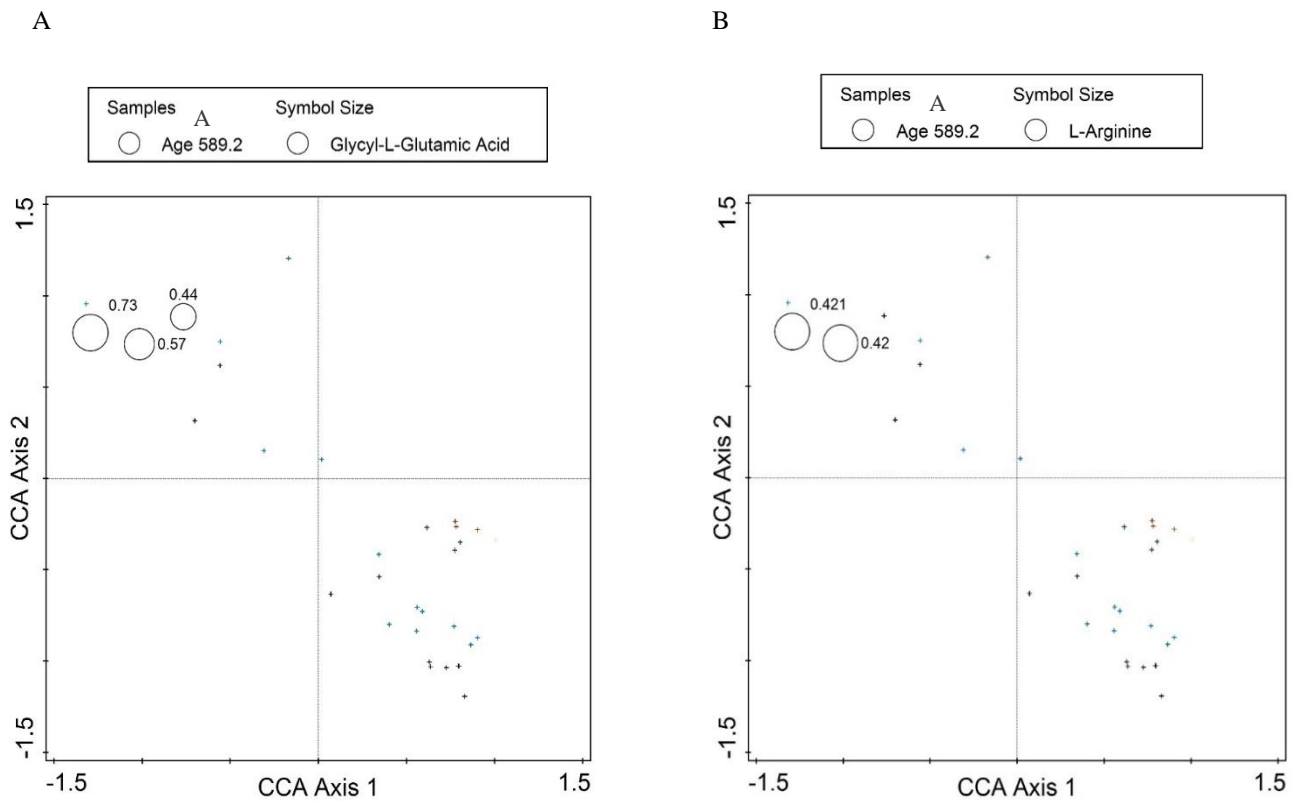 A
B
Samples A Symbol Size
Age 589.2 Glycyl-L-Glutamic Acid
Samples A Symbol Size
Age 589.2 L-Arginine
1.5
CCA Axis 2
-1.5
0.73
0.44
0.57
-1.5 CCA Axis 1 1.5
1.5
CCA Axis 2
-1.5
0.421
0.42
-1.5 CCA Axis 1 1.5